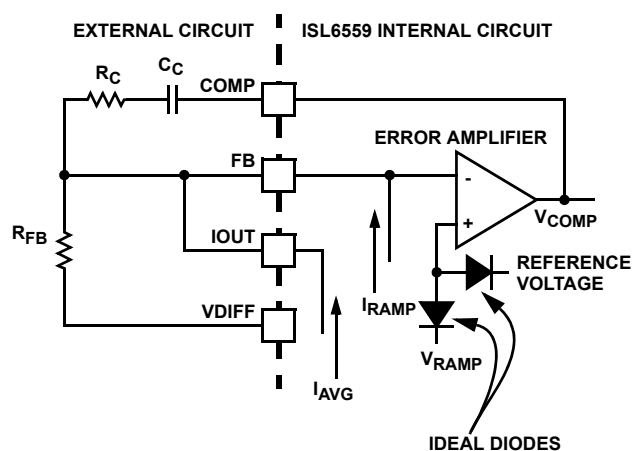 EXTERNAL CIRCUIT
ISL6559 INTERNAL CIRCUIT
RC
CC
COMP
ERROR AMPLIFIER
FB
-
+
VCOMP
RFB
IOUT
REFERENCE
VOLTAGE
IRAMP
VDIFF
VRAMP
IAVG
IDEAL DIODES